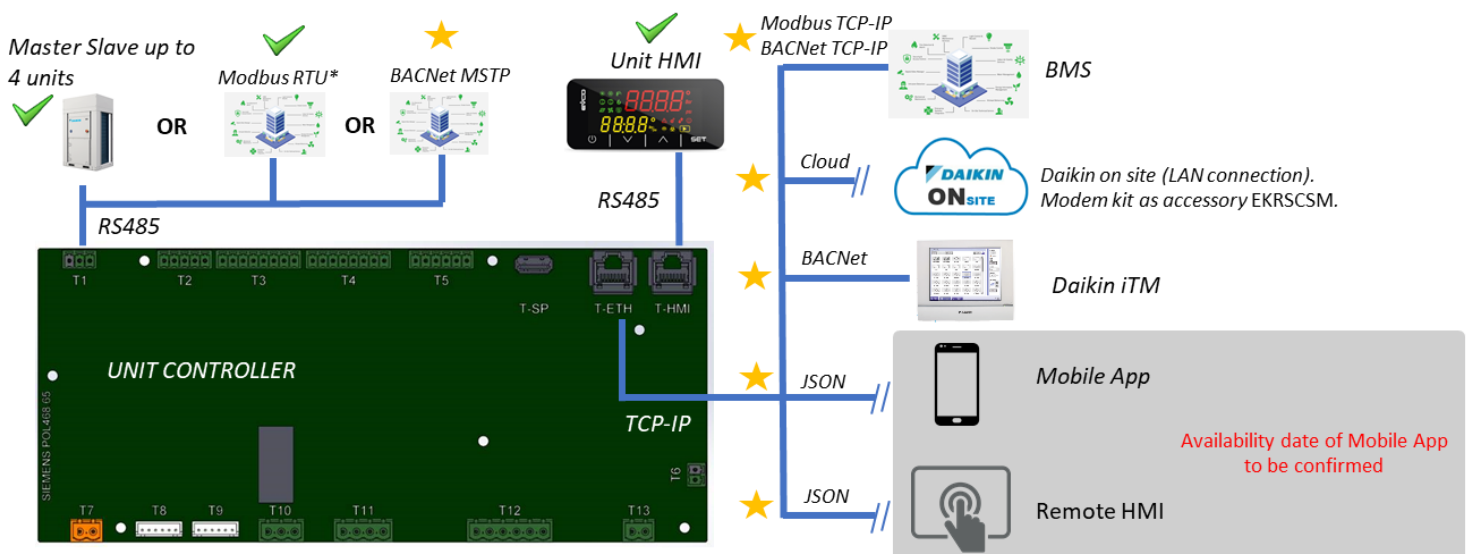 Master Slave up to
4 units
OR
Modbus RTU*
OR
BACNet MSTP
Unit HMI
elico
SET
Modbus TCP-IP
BACNet TCP-IP
BMS
RS485
RS485
Cloud
DAIKIN
ON SITE
Daikin on site (LAN connection).
Modem kit as accessory EKRSCSM.
BACNet
Daikin iTM
T1
T2
T3
T4
T5
T-SP
T-ETH
T-HMI
UNIT CONTROLLER
SIEMENS POL468 65
TCP-IP
T6
T7
T8
T9
T10
T11
T12
T13
JSON
Mobile App
Availability date of Mobile App
to be confirmed
JSON
Remote HMI